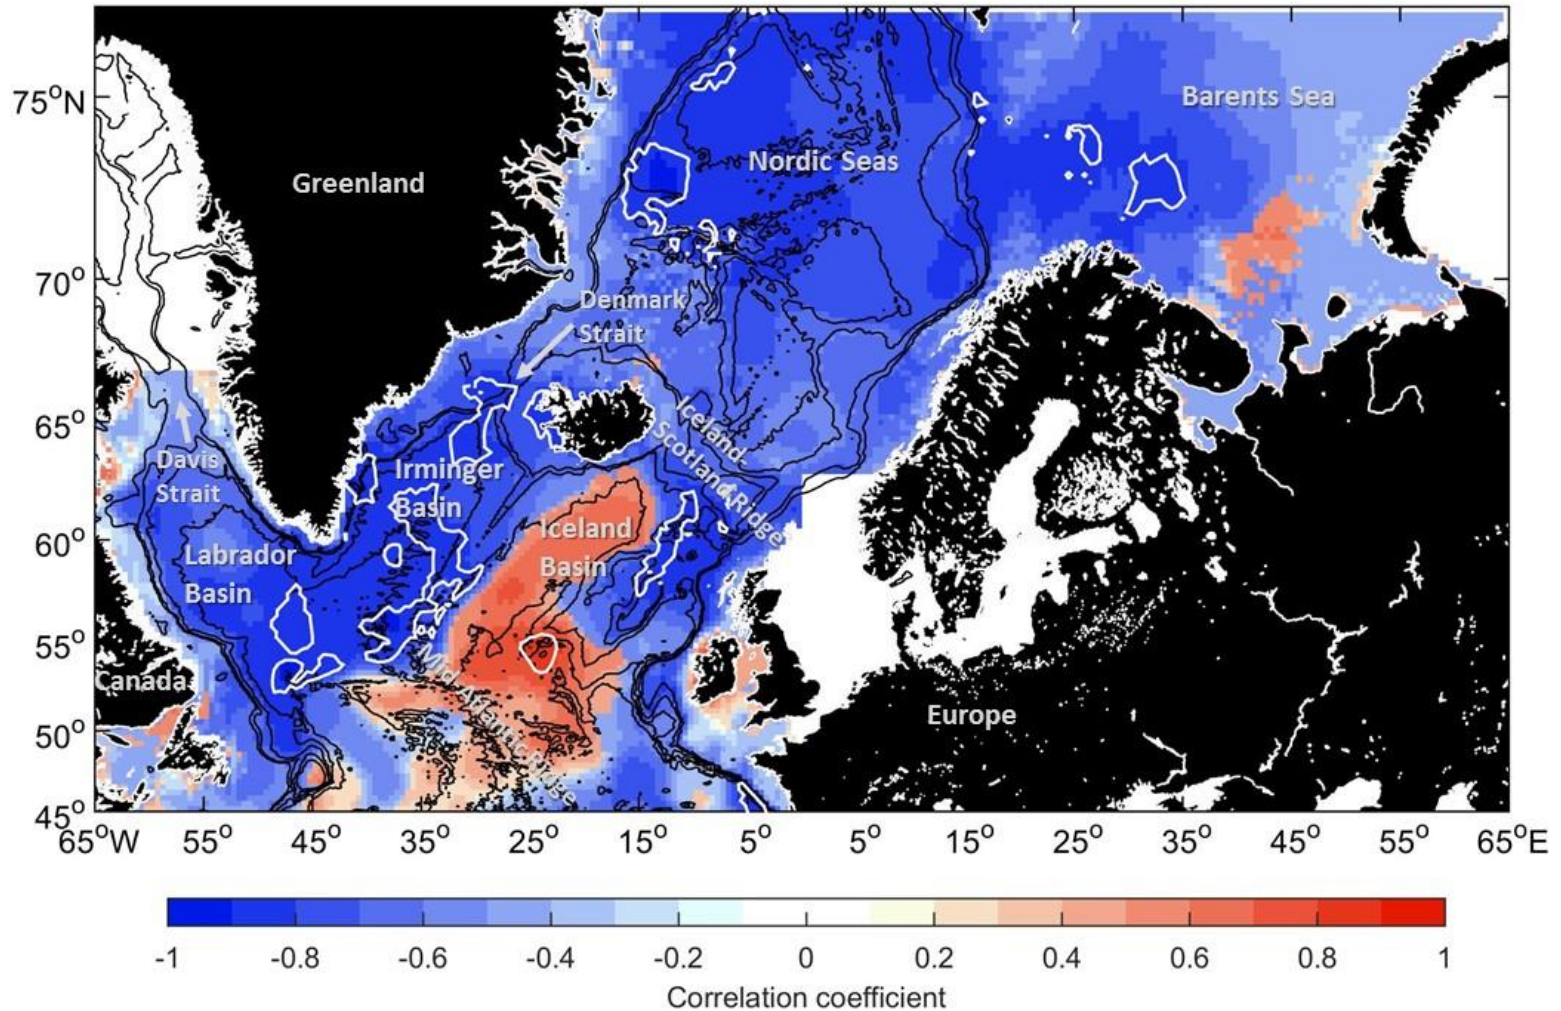 75°N
Barents Sea
Nordic Seas
Greenland
70°
Denmark
Strait
65°
Iceland-
Scotland Ridge
Davis
Strait
Irminger
Basin
60°
Iceland
Basin
Labrador
Basin
55°
Mid Atlantic Ridge
Canada
Europe
50°
45°
65°W 55° 45° 35° 25° 15° 5° 5° 15° 25° 35° 45° 55° 65°E
-1 -0.8 -0.6 -0.4 -0.2 0 0.2 0.4 0.6 0.8 1
Correlation coefficient